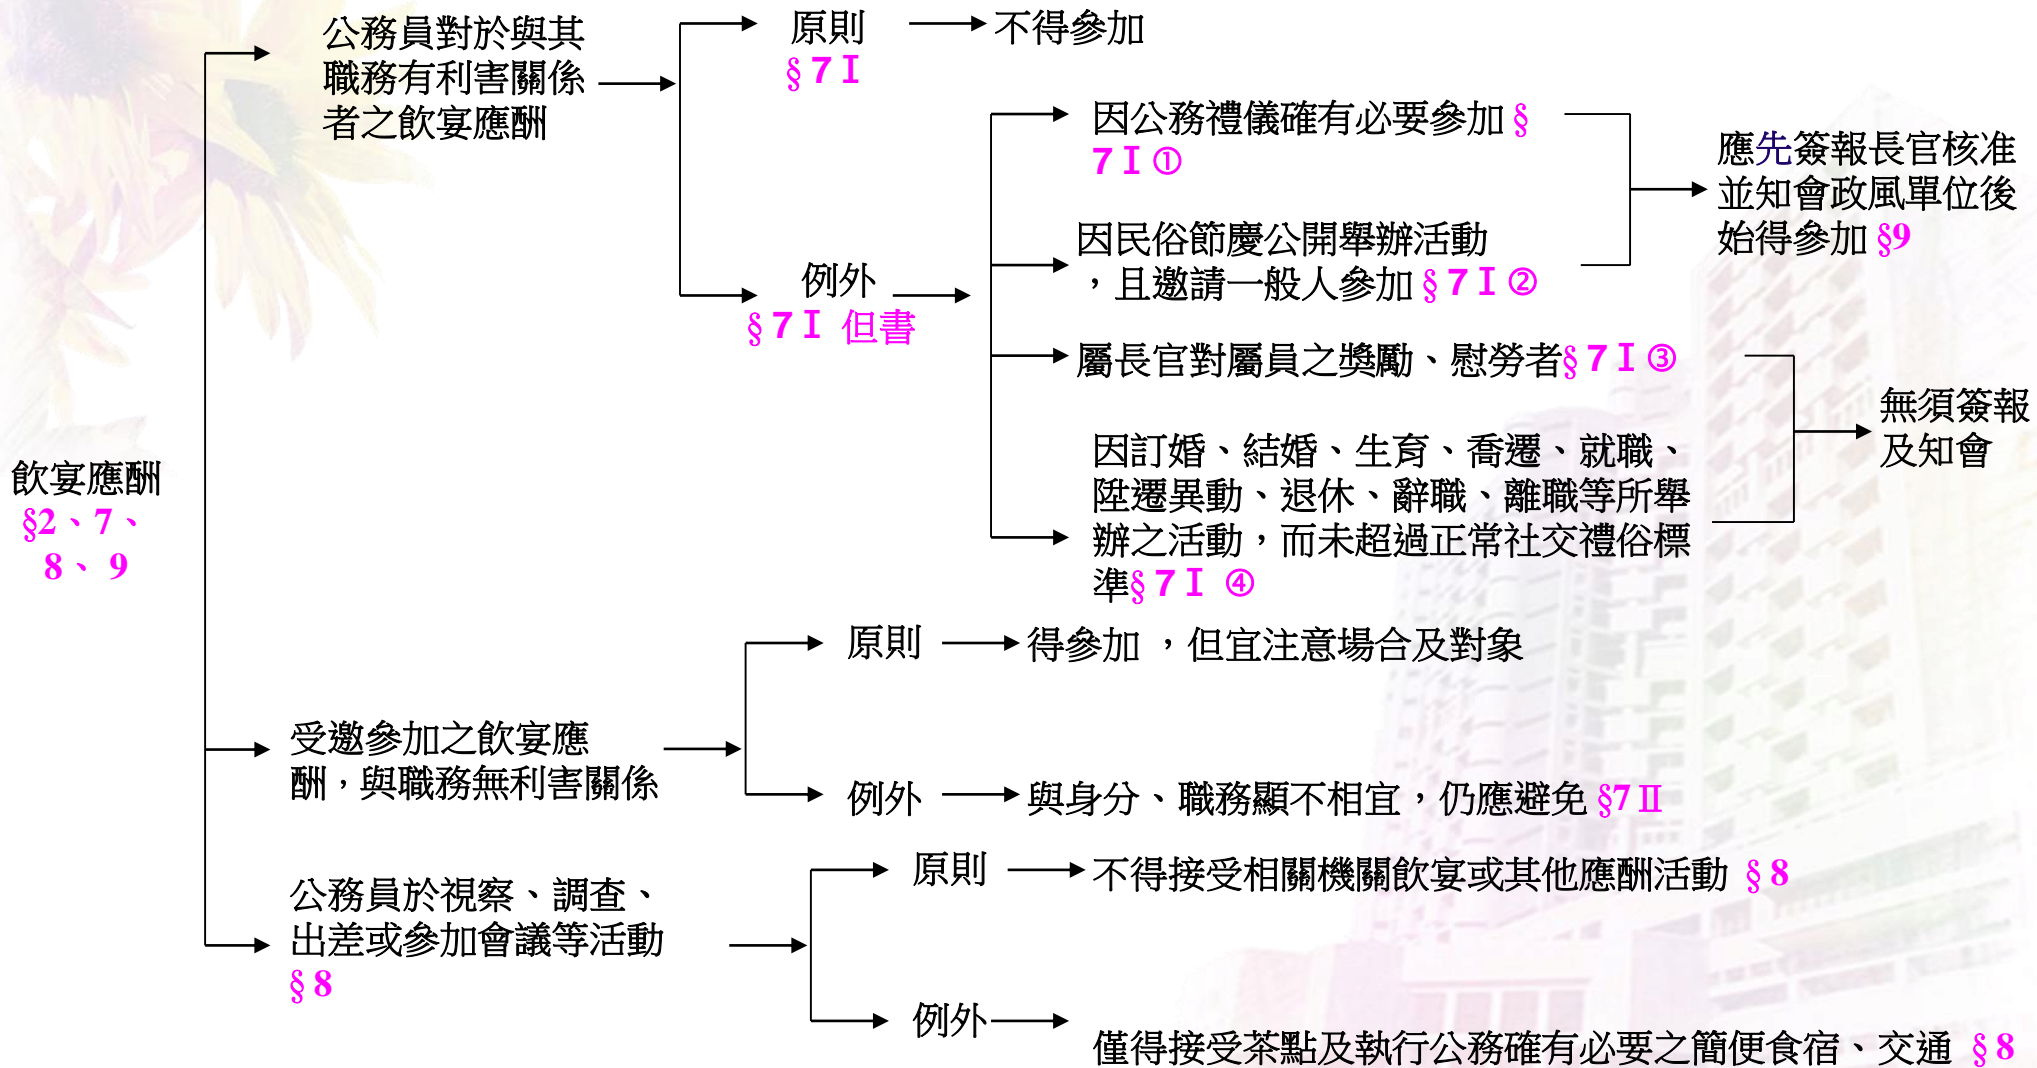 飲宴應酬
§2、7、
8、9
公務員對於與其
職務有利害關係
者之飲宴應酬
原則
§7Ⅰ
不得參加
例外
§7Ⅰ 但書
因公務禮儀確有必要參加§
7Ⅰ①
因民俗節慶公開舉辦活動
，且邀請一般人參加§7Ⅰ②
應先簽報長官核准
並知會政風單位後
始得參加 §9
屬長官對屬員之獎勵、慰勞者§7Ⅰ③
因訂婚、結婚、生育、喬遷、就職、
陞遷異動、退休、辭職、離職等所舉
辦之活動，而未超過正常社交禮俗標
準§7Ⅰ ④
無須簽報
及知會
受邀參加之飲宴應
酬，與職務無利害關係
原則
得參加 ，但宜注意場合及對象
例外
與身分、職務顯不相宜，仍應避免 §7Ⅱ
公務員於視察、調查、
出差或參加會議等活動
§8
原則
不得接受相關機關飲宴或其他應酬活動 §8
例外
僅得接受茶點及執行公務確有必要之簡便食宿、交通 §8